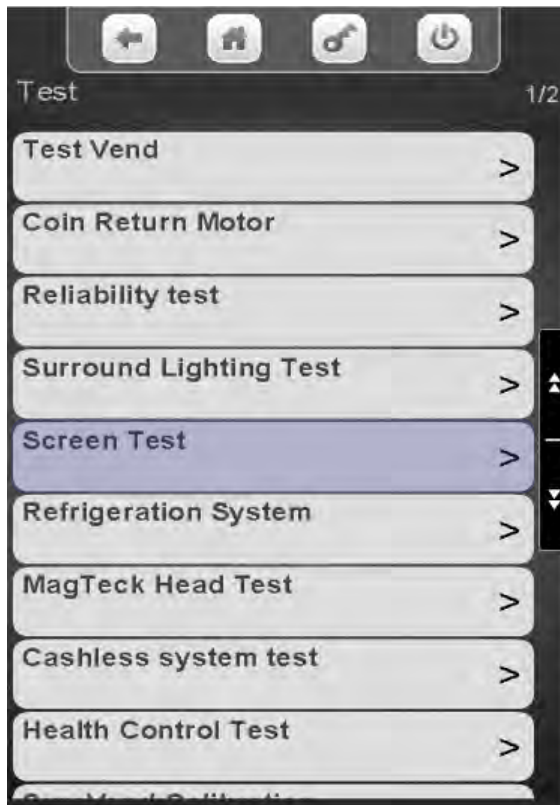 Test 1/2
Test Vend >
Coin Return Motor >
Reliability test >
Surround Lighting Test >
Screen Test >
Refrigeration System >
MagTeck Head Test >
Cashless system test >
Health Control Test >